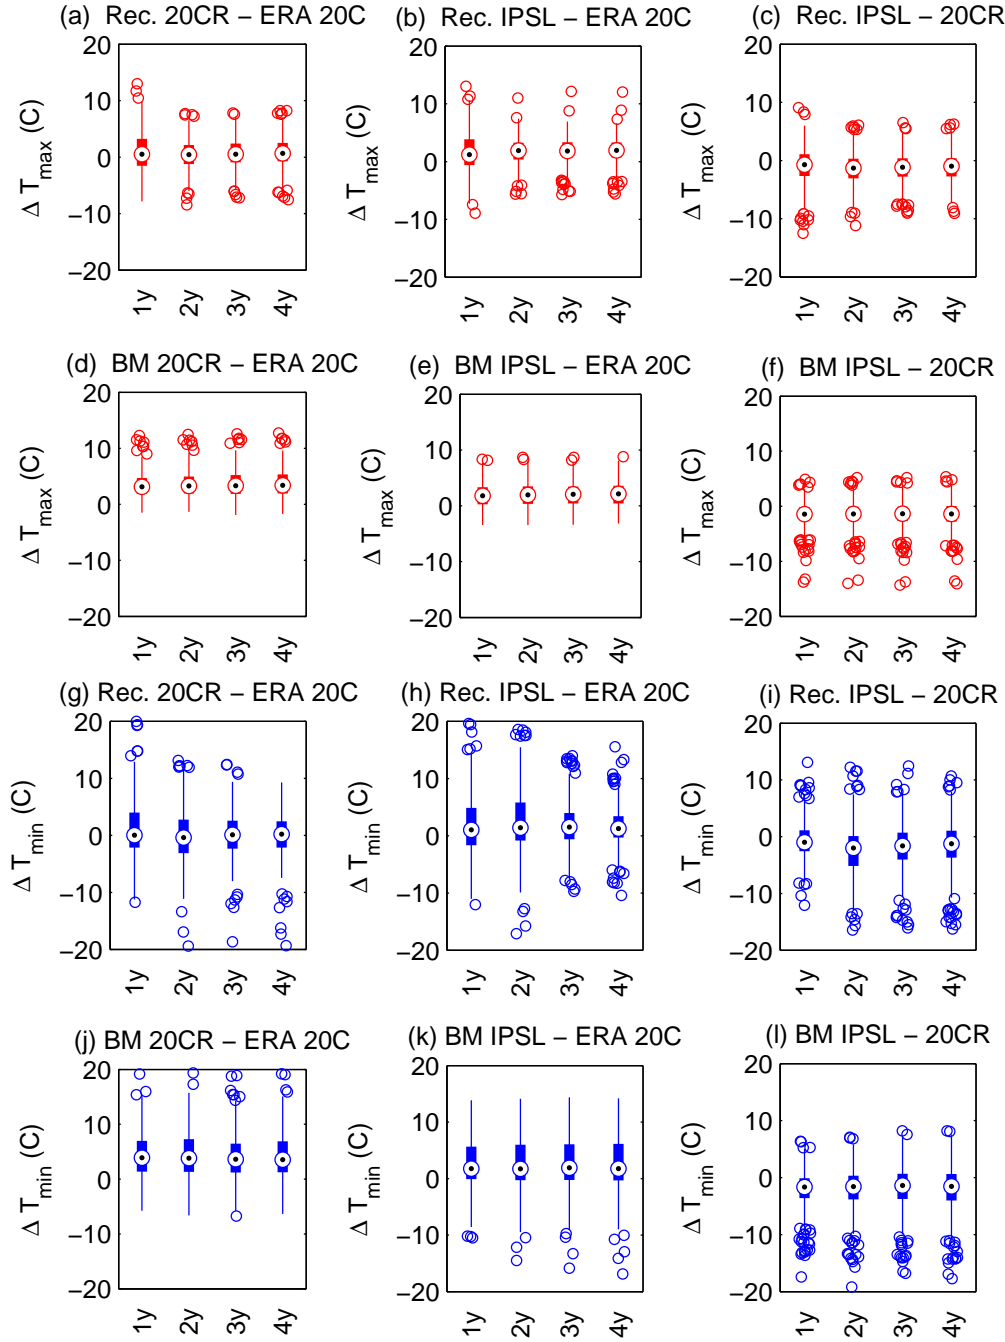 (a) Rec. 20CR − ERA 20C
20
10
0
−10
−20
Δ T_max (C)
1y 2y 3y 4y
(b) Rec. IPSL − ERA 20C
20
10
0
−10
−20
Δ T_max (C)
1y 2y 3y 4y
(c) Rec. IPSL − 20CR
20
10
0
−10
−20
Δ T_max (C)
1y 2y 3y 4y
(d) BM 20CR − ERA 20C
20
10
0
−10
−20
Δ T_max (C)
1y 2y 3y 4y
(e) BM IPSL − ERA 20C
20
10
0
−10
−20
Δ T_max (C)
1y 2y 3y 4y
(f) BM IPSL − 20CR
20
10
0
−10
−20
Δ T_max (C)
1y 2y 3y 4y
(g) Rec. 20CR − ERA 20C
20
10
0
−10
−20
Δ T_min (C)
1y 2y 3y 4y
(h) Rec. IPSL − ERA 20C
20
10
0
−10
−20
Δ T_min (C)
1y 2y 3y 4y
(i) Rec. IPSL − 20CR
20
10
0
−10
−20
Δ T_min (C)
1y 2y 3y 4y
(j) BM 20CR − ERA 20C
20
10
0
−10
−20
Δ T_min (C)
1y 2y 3y 4y
(k) BM IPSL − ERA 20C
20
10
0
−10
−20
Δ T_min (C)
1y 2y 3y 4y
(l) BM IPSL − 20CR
20
10
0
−10
−20
Δ T_min (C)
1y 2y 3y 4y